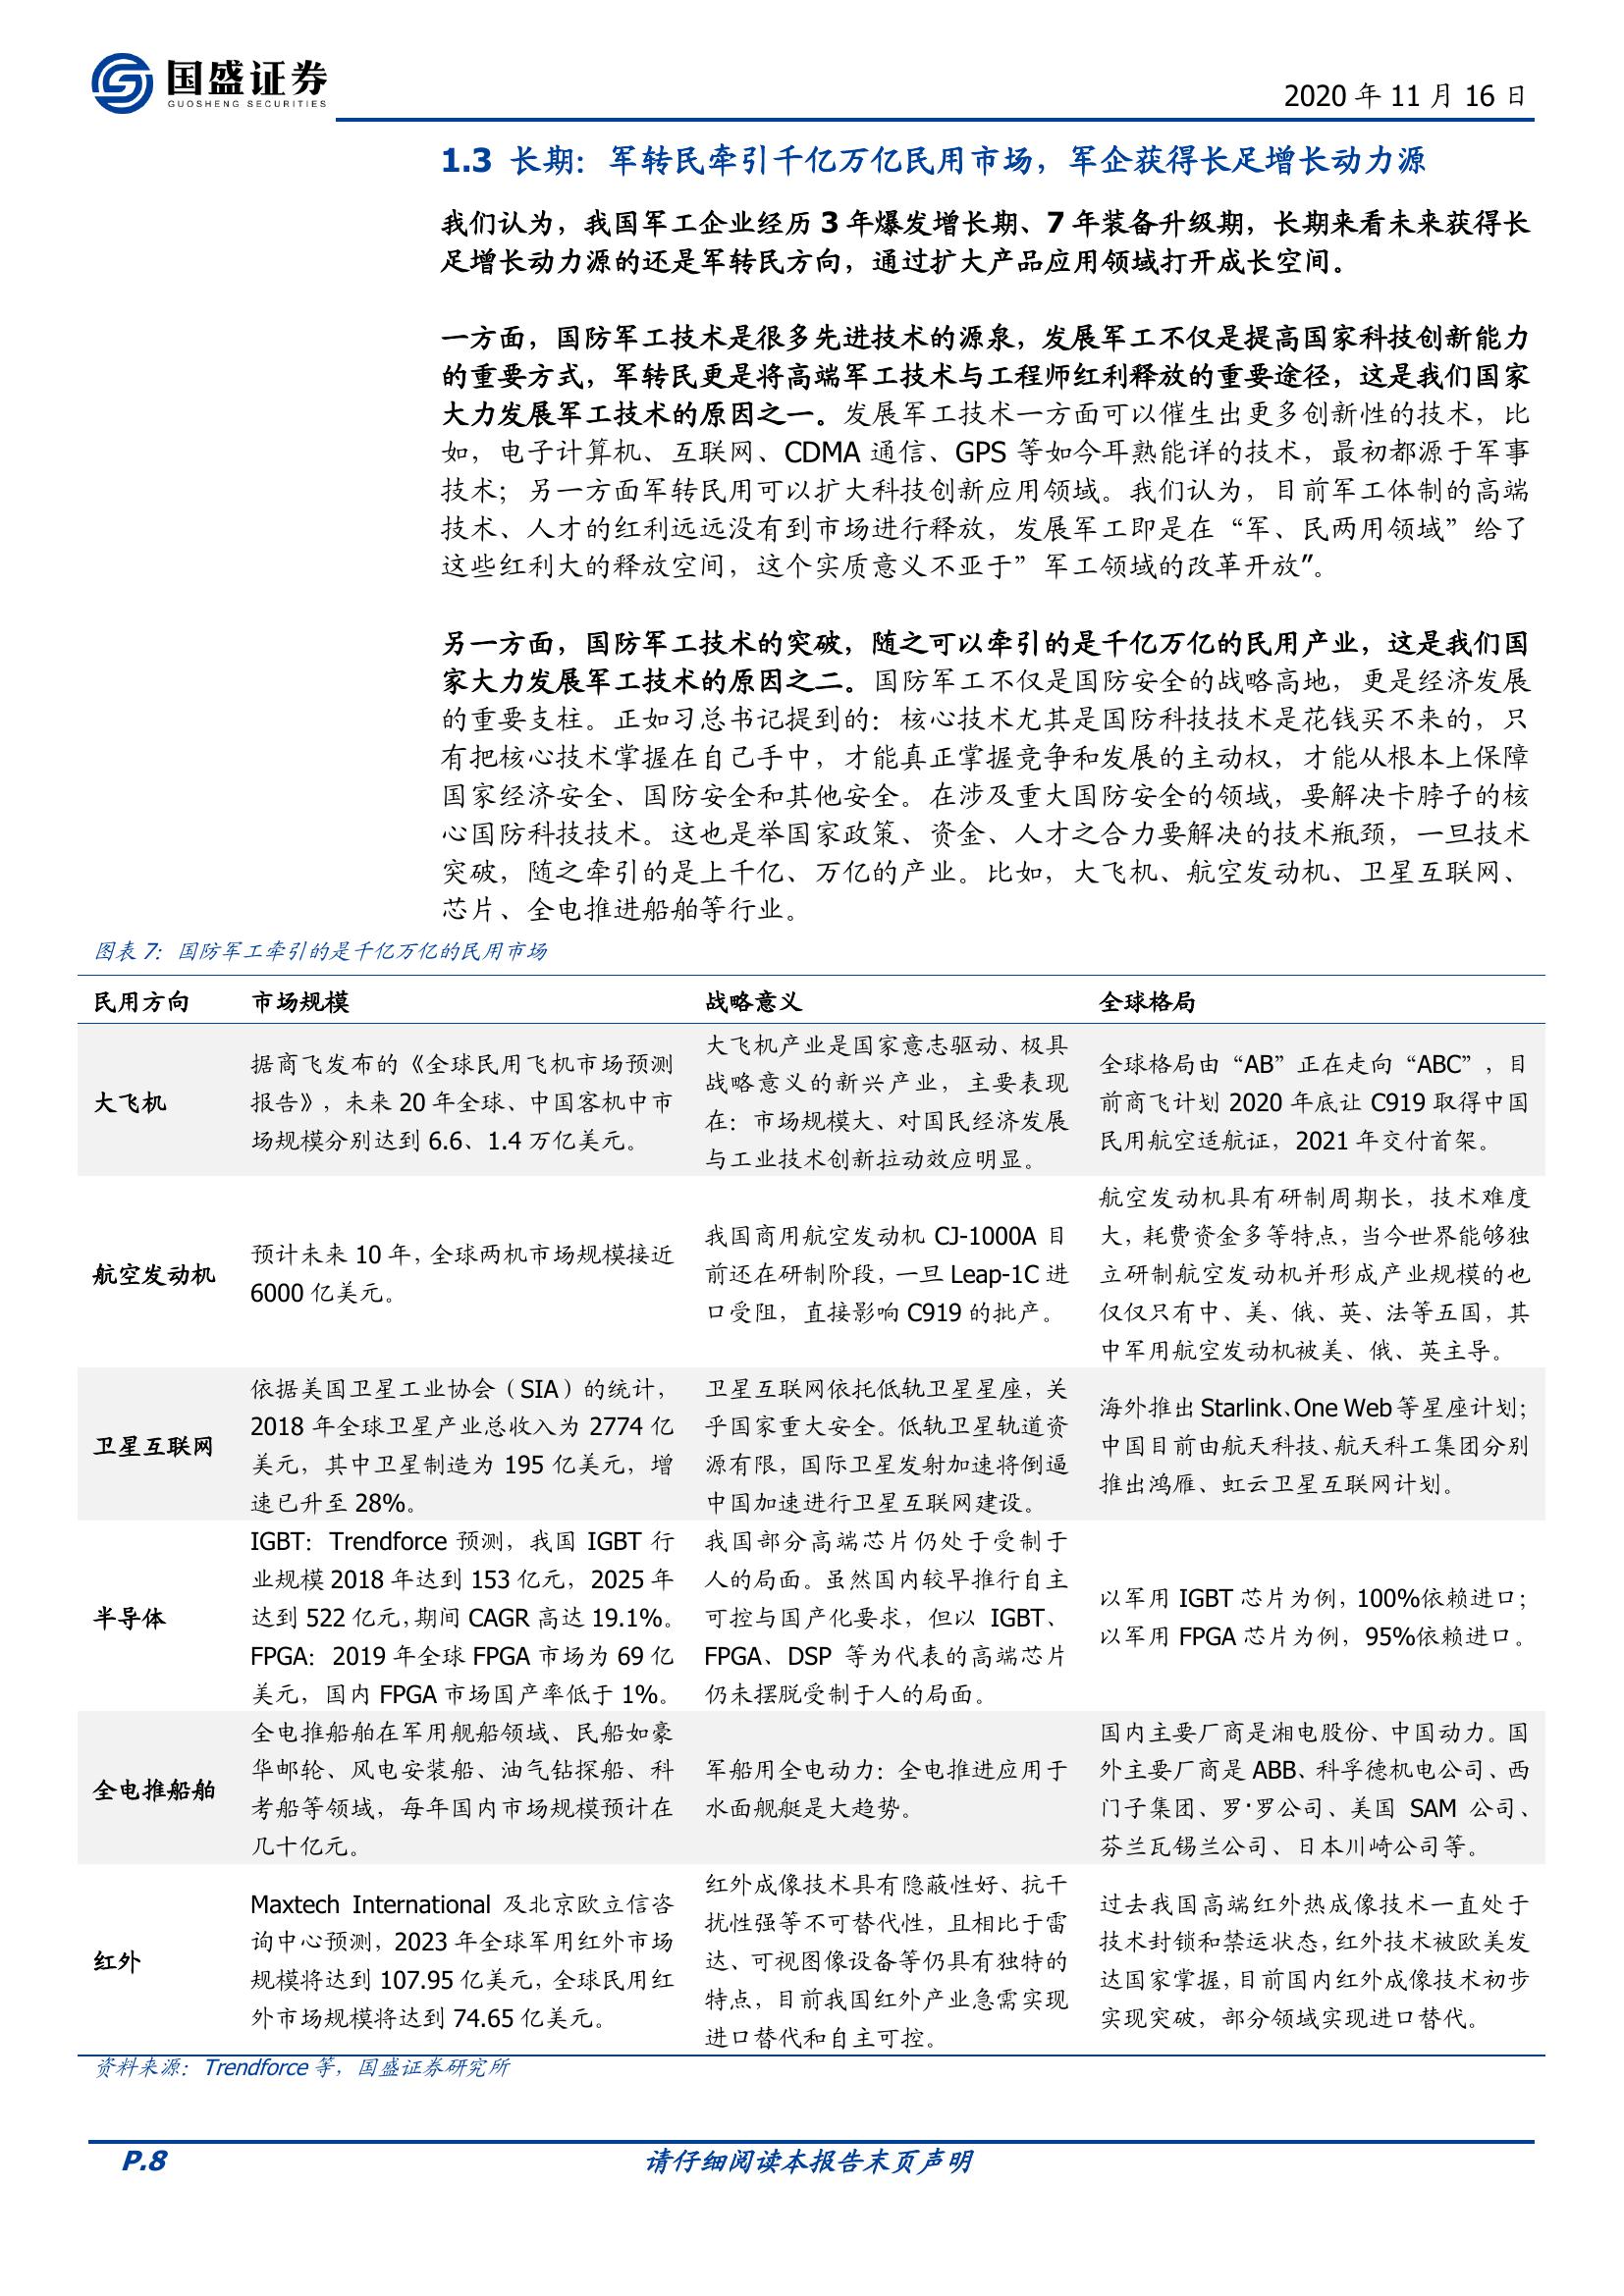 国盛证券
GUOSHENG SECURITIES
2020 年 11 月 16 日
1.3 长期：军转民牵引千亿万亿民用市场，军企获得长足增长动力源
我们认为，我国军工企业经历 3 年爆发增长期、7 年装备升级期，长期来看未来获得长
足增长动力源的还是军转民方向，通过扩大产品应用领域打开成长空间。
一方面，国防军工技术是很多先进技术的源泉，发展军工不仅是提高国家科技创新能力
的重要方式，军转民更是将高端军工技术与工程师红利释放的重要途径，这是我们国家
大力发展军工技术的原因之一。发展军工技术一方面可以催生出更多创新性的技术，比
如，电子计算机、互联网、CDMA 通信、GPS 等如今耳熟能详的技术，最初都源于军事
技术；另一方面军转民用可以扩大科技创新应用领域。我们认为，目前军工体制的高端
技术、人才的红利远远没有到市场进行释放，发展军工即是在“军、民两用领域”给了
这些红利大的释放空间，这个实质意义不亚于”军工领域的改革开放”。
另一方面，国防军工技术的突破，随之可以牵引的是千亿万亿的民用产业，这是我们国
家大力发展军工技术的原因之二。国防军工不仅是国防安全的战略高地，更是经济发展
的重要支柱。正如习总书记提到的：核心技术尤其是国防科技技术是花钱买不来的，只
有把核心技术掌握在自己手中，才能真正掌握竞争和发展的主动权，才能从根本上保障
国家经济安全、国防安全和其他安全。在涉及重大国防安全的领域，要解决卡脖子的核
心国防科技技术。这也是举国家政策、资金、人才之合力要解决的技术瓶颈，一旦技术
突破，随之牵引的是上千亿、万亿的产业。比如，大飞机、航空发动机、卫星互联网、
芯片、全电推进船舶等行业。
图表 7：国防军工牵引的是千亿万亿的民用市场
民用方向 市场规模 战略意义 全球格局
大飞机
据商飞发布的《全球民用飞机市场预测
报告》，未来 20 年全球、中国客机中市
场规模分别达到 6.6、1.4 万亿美元。
大飞机产业是国家意志驱动、极具
战略意义的新兴产业，主要表现
在：市场规模大、对国民经济发展
与工业技术创新拉动效应明显。
全球格局由“AB”正在走向“ABC”，目
前商飞计划 2020 年底让 C919 取得中国
民用航空适航证，2021 年交付首架。
航空发动机
预计未来 10 年，全球两机市场规模接近
6000 亿美元。
我国商用航空发动机 CJ-1000A 目
前还在研制阶段，一旦 Leap-1C 进
口受阻，直接影响 C919 的批产。
航空发动机具有研制周期长，技术难度
大，耗费资金多等特点，当今世界能够独
立研制航空发动机并形成产业规模的也
仅仅只有中、美、俄、英、法等五国，其
中军用航空发动机被美、俄、英主导。
卫星互联网
依据美国卫星工业协会（SIA）的统计，
2018 年全球卫星产业总收入为 2774 亿
美元，其中卫星制造为 195 亿美元，增
速已升至 28%。
卫星互联网依托低轨卫星星座，关
乎国家重大安全。低轨卫星轨道资
源有限，国际卫星发射加速将倒逼
中国加速进行卫星互联网建设。
海外推出 Starlink、One Web 等星座计划；
中国目前由航天科技、航天科工集团分别
推出鸿雁、虹云卫星互联网计划。
半导体
IGBT：Trendforce 预测，我国 IGBT 行
业规模 2018 年达到 153 亿元，2025 年
达到 522 亿元，期间 CAGR 高达 19.1%。
FPGA：2019 年全球 FPGA 市场为 69 亿
美元，国内 FPGA 市场国产率低于 1%。
我国部分高端芯片仍处于受制于
人的局面。虽然国内较早推行自主
可控与国产化要求，但以 IGBT、
FPGA、DSP 等为代表的高端芯片
仍未摆脱受制于人的局面。
以军用 IGBT 芯片为例，100%依赖进口；
以军用 FPGA 芯片为例，95%依赖进口。
全电推船舶
全电推船舶在军用舰船领域、民船如豪
华邮轮、风电安装船、油气钻探船、科
考船等领域，每年国内市场规模预计在
几十亿元。
军船用全电动力：全电推进应用于
水面舰艇是大趋势。
国内主要厂商是湘电股份、中国动力。国
外主要厂商是 ABB、科孚德机电公司、西
门子集团、罗·罗公司、美国 SAM 公司、
芬兰瓦锡兰公司、日本川崎公司等。
红外
Maxtech International 及北京欧立信咨
询中心预测，2023 年全球军用红外市场
规模将达到 107.95 亿美元，全球民用红
外市场规模将达到 74.65 亿美元。
红外成像技术具有隐蔽性好、抗干
扰性强等不可替代性，且相比于雷
达、可视图像设备等仍具有独特的
特点，目前我国红外产业急需实现
进口替代和自主可控。
过去我国高端红外热成像技术一直处于
技术封锁和禁运状态，红外技术被欧美发
达国家掌握，目前国内红外成像技术初步
实现突破，部分领域实现进口替代。
资料来源：Trendforce 等，国盛证券研究所
P.8
请仔细阅读本报告末页声明